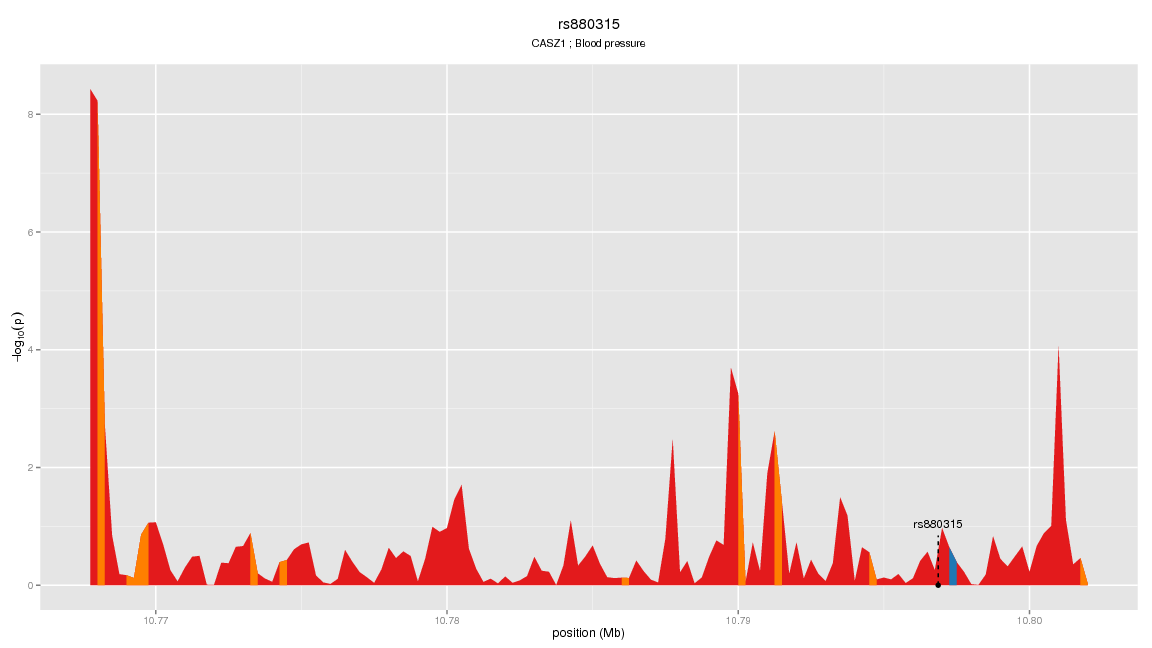 rs880315
CASZ1 ; Blood pressure
8
6
4
2
0
−log10(p)
rs880315
10.77
10.78
10.79
10.80
position (Mb)